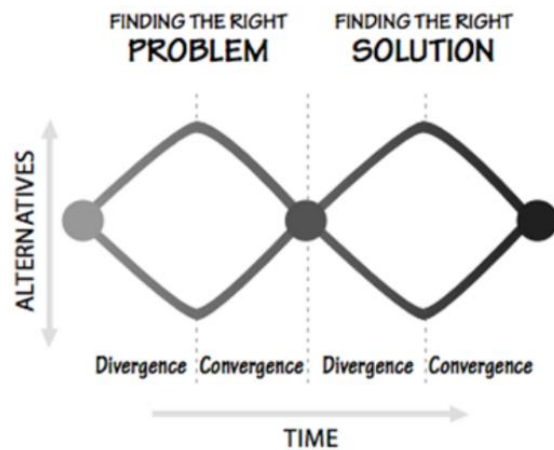 FINDING THE RIGHT
PROBLEM
FINDING THE RIGHT
SOLUTION
ALTERNATIVES
Divergence
Convergence
Divergence
Convergence
TIME